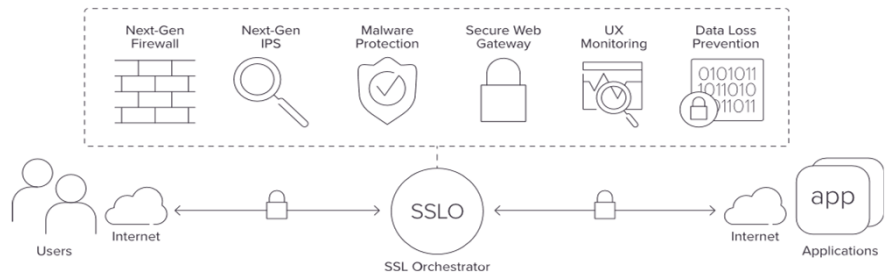 Next-Gen
Firewall
Next-Gen
IPS
Malware
Protection
Secure Web
Gateway
UX
Monitoring
Data Loss
Prevention
0101011
1011010
011011
Users
Internet
SSLO
SSL Orchestrator
Internet
app
Applications